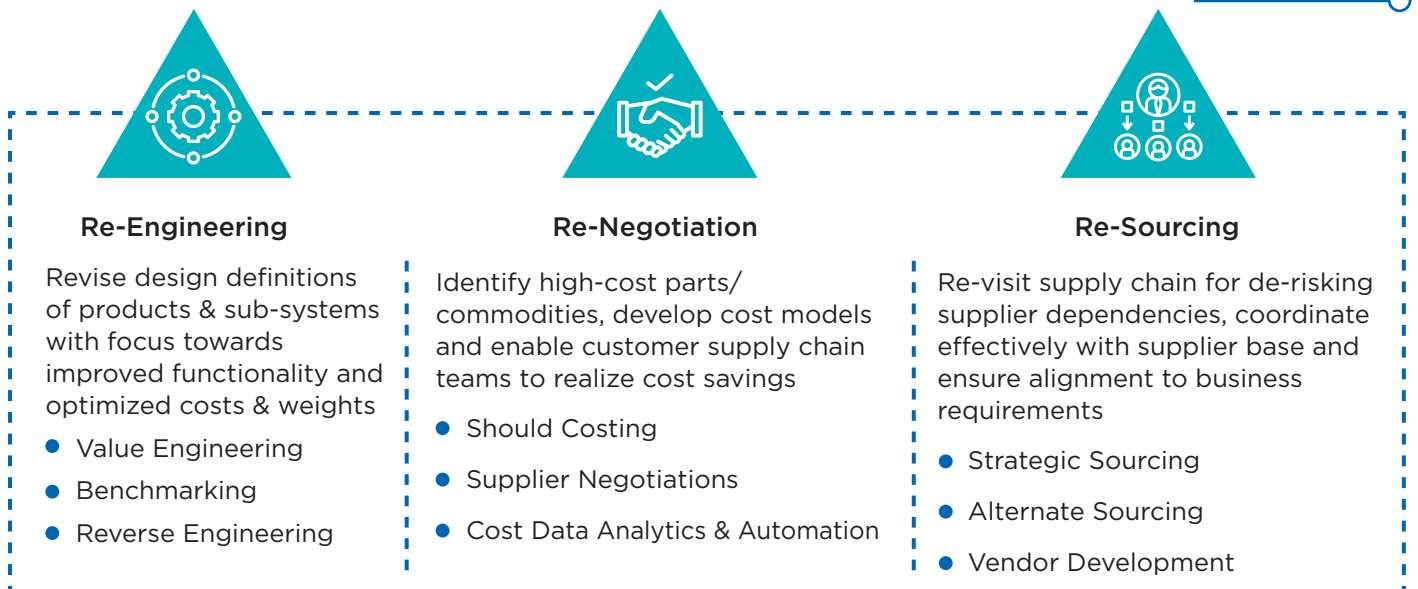 Re-Engineering
Revise design definitions
of products & sub-systems
with focus towards
improved functionality and
optimized costs & weights
Value Engineering
Benchmarking
Reverse Engineering
Re-Negotiation
Identify high-cost parts/
commodities, develop cost models
and enable customer supply chain
teams to realize cost savings
Should Costing
Supplier Negotiations
Cost Data Analytics & Automation
Re-Sourcing
Re-visit supply chain for de-risking
supplier dependencies, coordinate
effectively with supplier base and
ensure alignment to business
requirements
Strategic Sourcing
Alternate Sourcing
Vendor Development